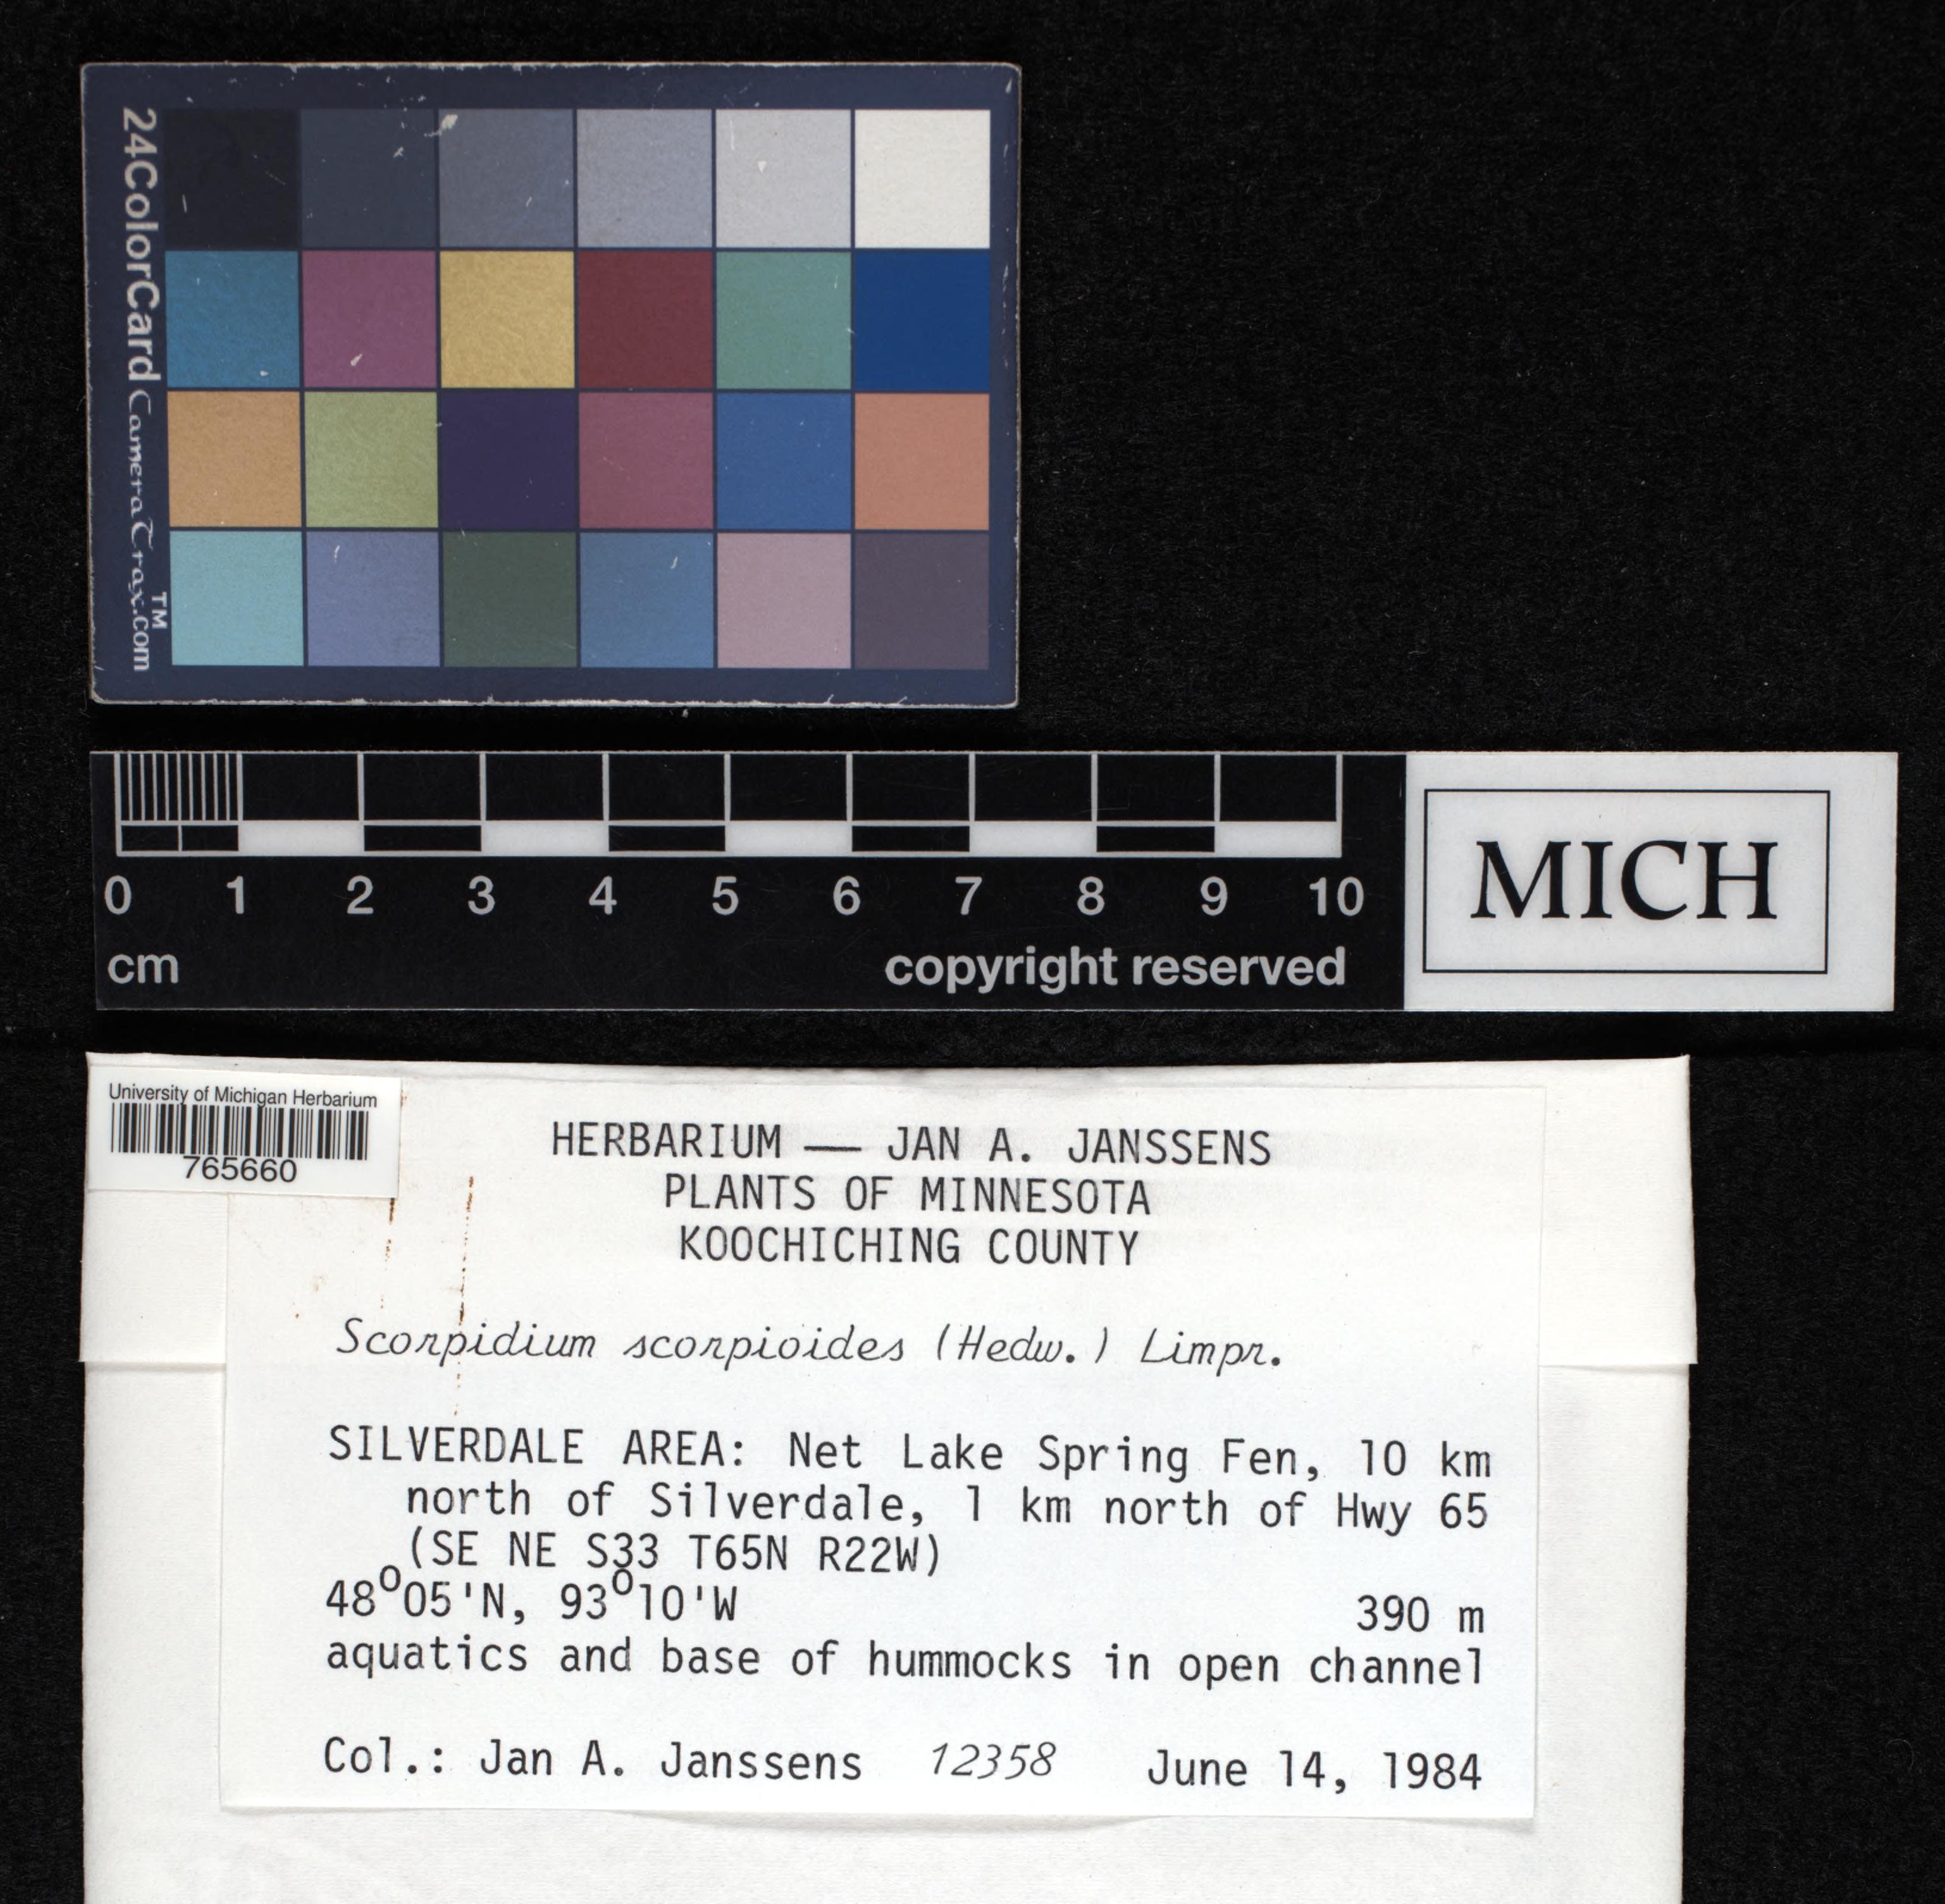 24ColorCard CameraTrax.com
TM
0 1 2 3 4 5 6 7 8 9 10
cm copyright reserved
MICH
University of Michigan Herbarium
765660
HERBARIUM — JAN A. JANSSENS
PLANTS OF MINNESOTA
KOOCHICHING COUNTY
Scorpidium scorpioides (Hedw.) Limpr.
SILVERDALE AREA: Net Lake Spring Fen, 10 km
north of Silverdale, 1 km north of Hwy 65
(SE NE S33 T65N R22W)
48°05'N, 93°10'W 390 m
aquatics and base of hummocks in open channel
Col.: Jan A. Janssens 12358 June 14, 1984